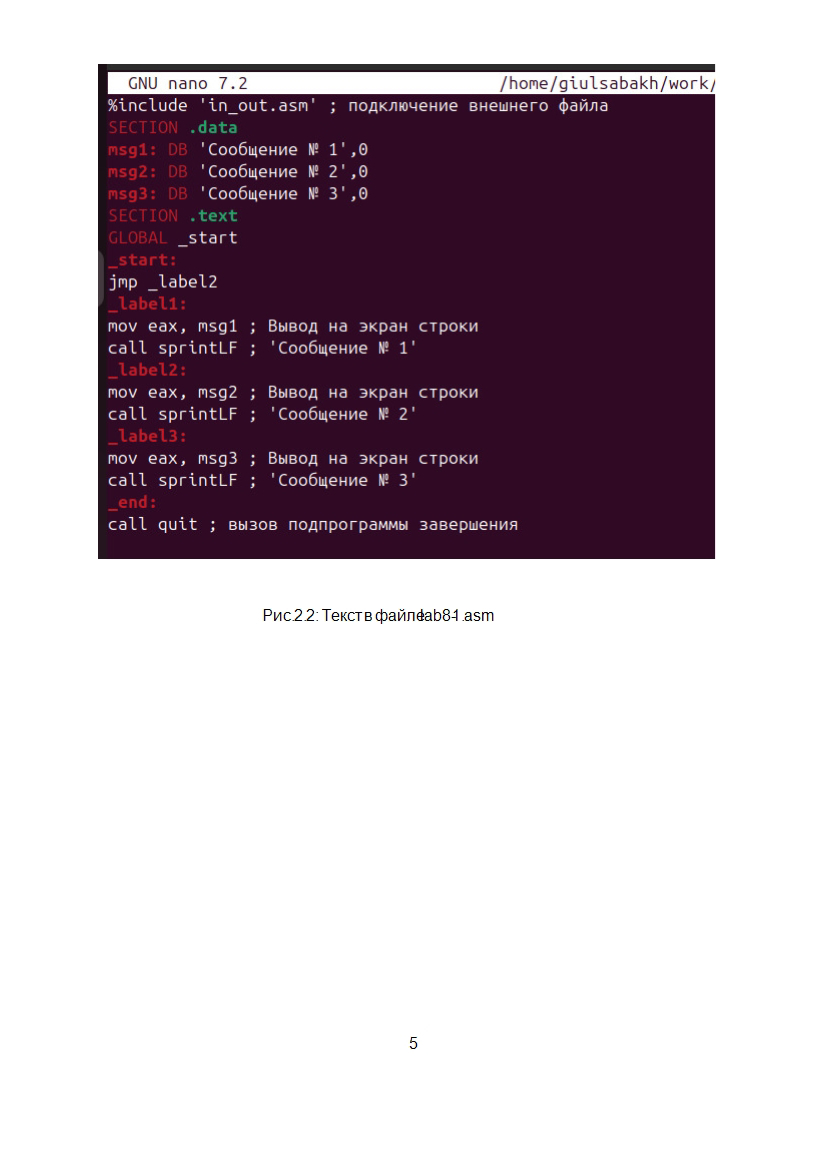 GNU nano 7.2 /home/giulsabakh/work/
%include 'in_out.asm' ; подключение внешнего файла
SECTION .data
msg1: DB 'Сообщение № 1',0
msg2: DB 'Сообщение № 2',0
msg3: DB 'Сообщение № 3',0
SECTION .text
GLOBAL _start
_start:
jmp _label2
_label1:
mov eax, msg1 ; Вывод на экран строки
call sprintLF ; 'Сообщение № 1'
_label2:
mov eax, msg2 ; Вывод на экран строки
call sprintLF ; 'Сообщение № 2'
_label3:
mov eax, msg3 ; Вывод на экран строки
call sprintLF ; 'Сообщение № 3'
_end:
call quit ; вызов подпрограммы завершения
Рис. 2.2: Текст в файле lab8-1.asm
5